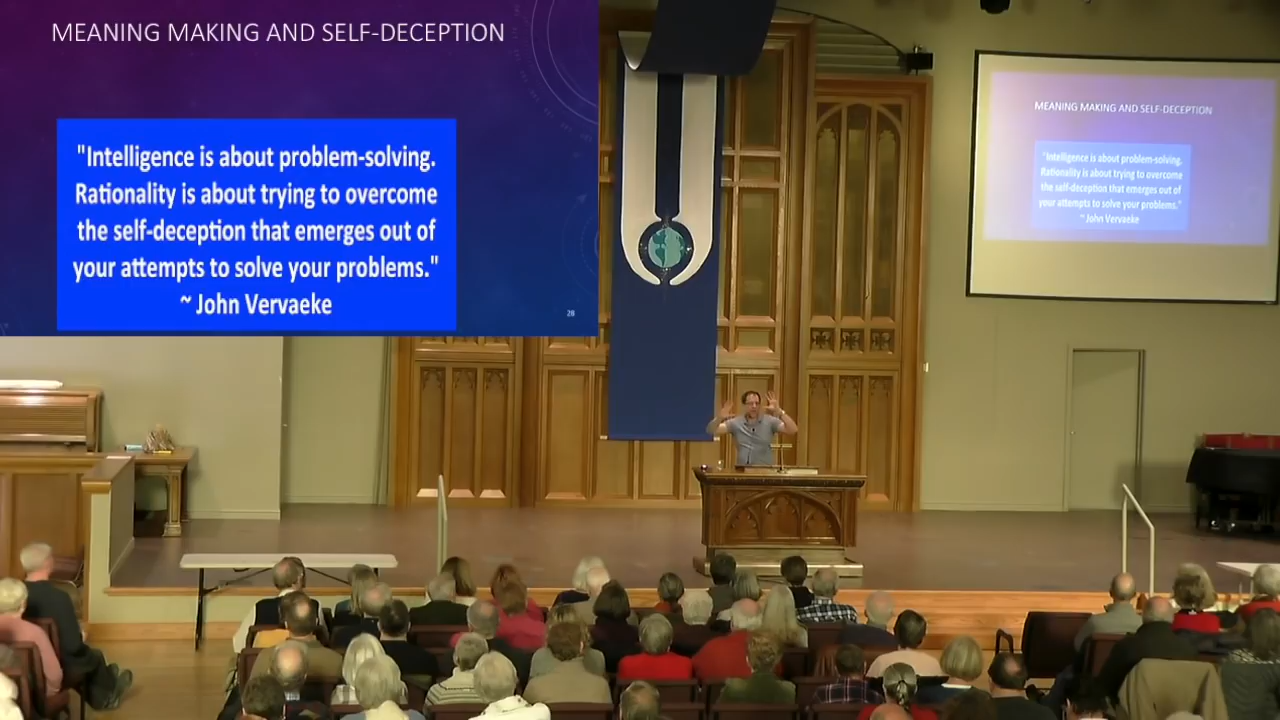 MEANING MAKING AND SELF-DECEPTION
"Intelligence is about problem-solving.
Rationality is about trying to overcome
the self-deception that emerges out of
your attempts to solve your problems."
~ John Vervaeke
28
MEANING MAKING AND SELF-DECEPTION
"Intelligence is about problem-solving.
Rationality is about trying to overcome
the self-deception that emerges out of
your attempts to solve your problems."
~ John Vervaeke